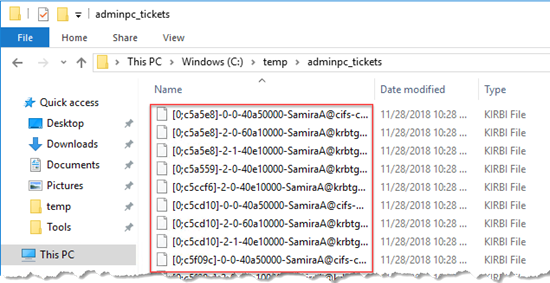 adminpc_tickets
File Home Share View
This PC Windows (C:) temp adminpc_tickets
Name Date modified Type
Quick access
Desktop
Downloads
Documents
Pictures
temp
Tools
This PC
[0;c5a5e8]-0-0-40a50000-SamiraA@cifs-c... 11/28/2018 10:28 ... KIRBI File
[0;c5a5e8]-2-0-60a10000-SamiraA@krbtg... 11/28/2018 10:28 ... KIRBI File
[0;c5a5e8]-2-1-40e10000-SamiraA@krbtg... 11/28/2018 10:28 ... KIRBI File
[0;c5a559]-2-0-40e10000-SamiraA@krbtg... 11/28/2018 10:28 ... KIRBI File
[0;c5ccf6]-2-0-40e10000-SamiraA@krbtg... 11/28/2018 10:28 ... KIRBI File
[0;c5cd10]-0-0-40a50000-SamiraA@cifs-c... 11/28/2018 10:28 ... KIRBI File
[0;c5cd10]-2-0-60a10000-SamiraA@krbtg... 11/28/2018 10:28 ... KIRBI File
[0;c5cd10]-2-1-40e10000-SamiraA@krbtg... 11/28/2018 10:28 ... KIRBI File
[0;c5f09c]-0-0-40a50000-SamiraA@cifs-c... 11/28/2018 10:28 ... KIRBI File